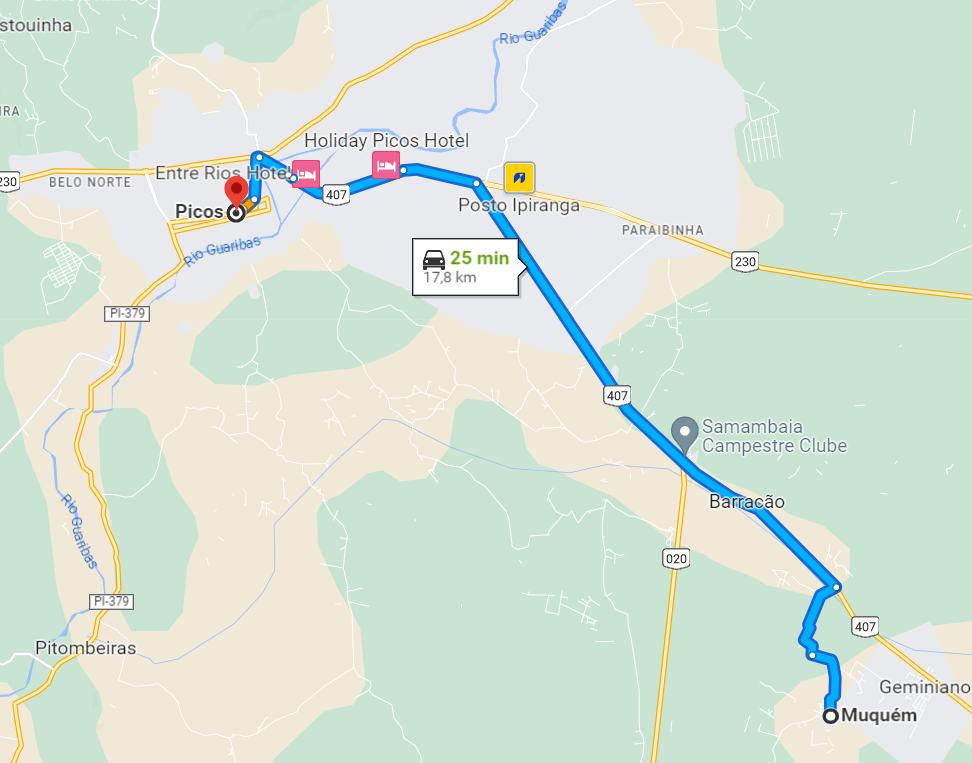 stouinha
Rio Guaribas
IRA
Holiday Picos Hotel
Entre Rios Hotel
230
BELO NORTE
407
Picos
Posto Ipiranga
PARAIBINHA
Rio Guaribas
25 min
17,8 km
230
PI-379
407
Samambaia
Campestre Clube
Barracão
Rio Guaribas
020
PI-379
407
Pitombeiras
Geminiano
Muquém